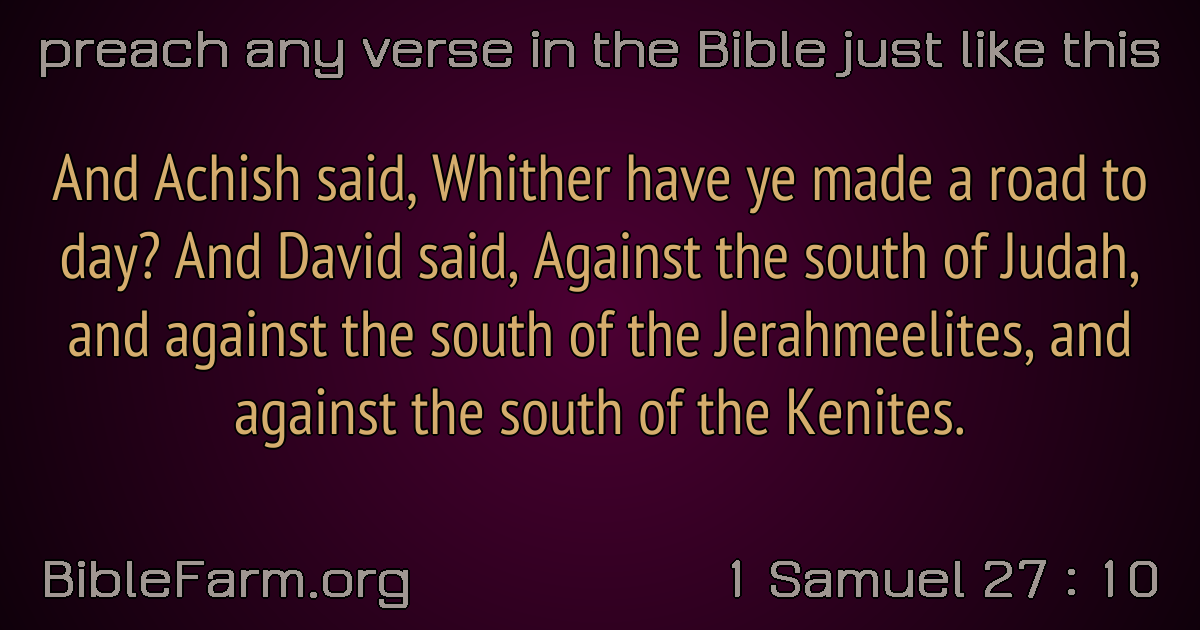 preach any verse in the Bible just like this
And Achish said, Whither have ye made a road to
day? And David said, Against the south of Judah,
and against the south of the Jerahmeelites, and
against the south of the Kenites.
BibleFarm.org
1 Samuel 27 : 10